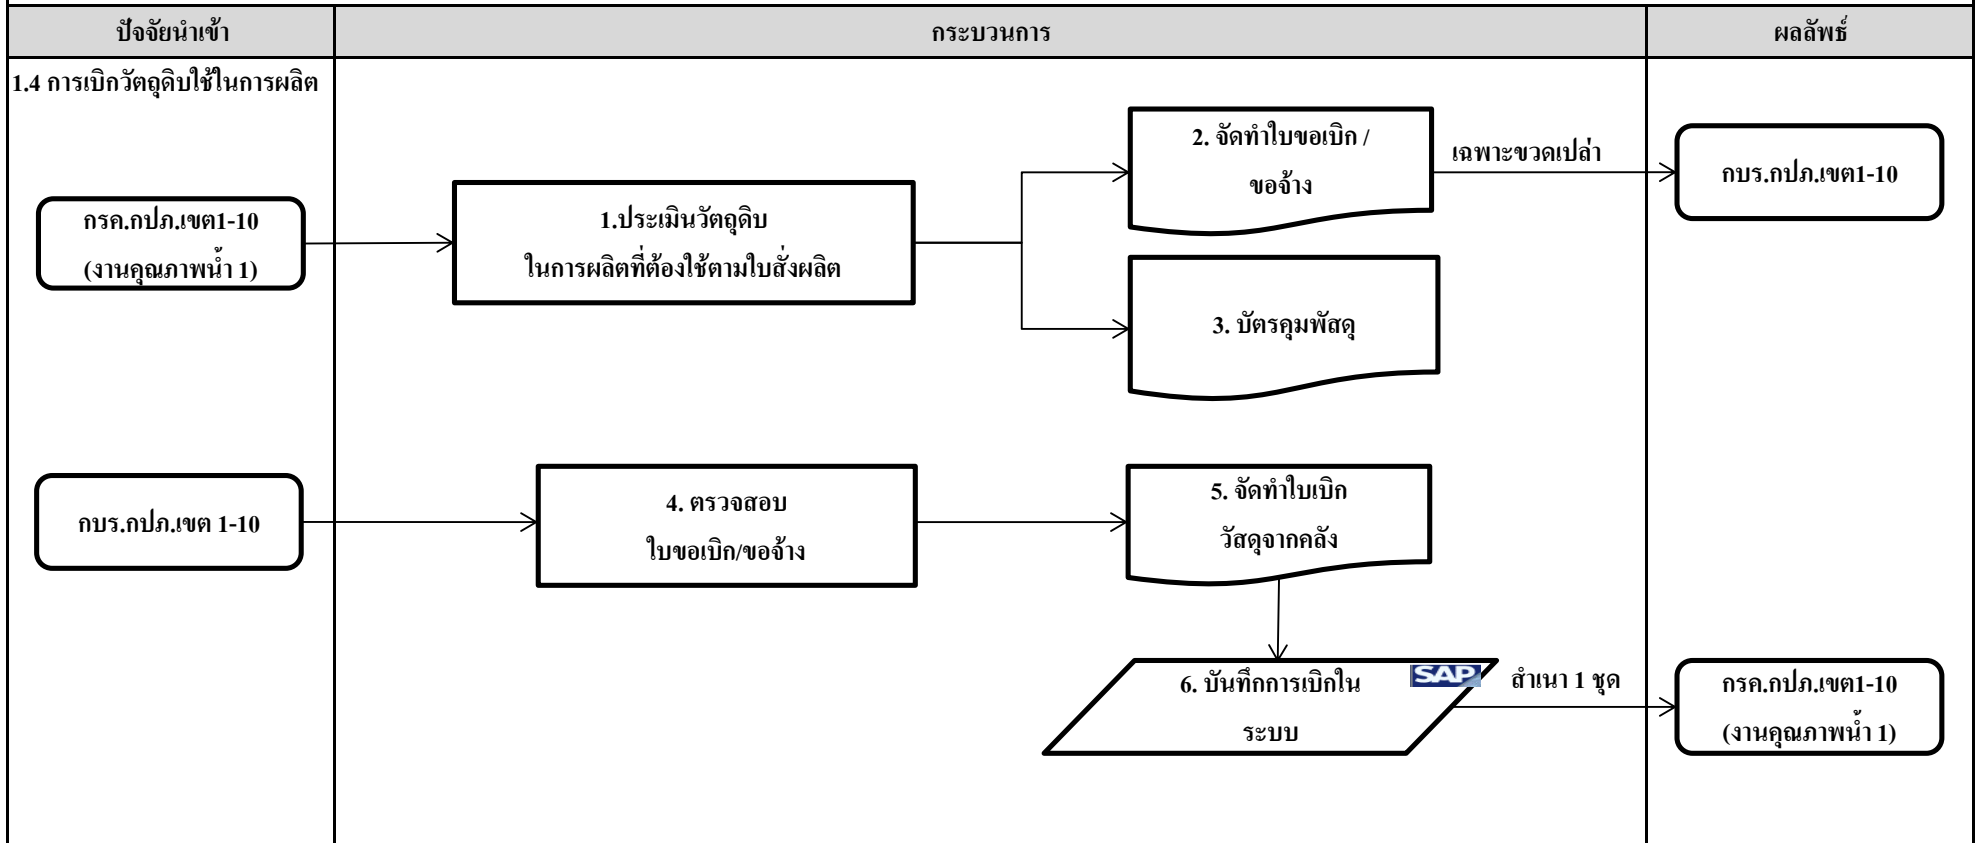 ปัจจัยนำเข้า
กระบวนการ
ผลลัพธ์
1.4 การเบิกวัตถุดิบใช้ในการผลิต
กรค.กปภ.เขต1-10
(งานคุณภาพน้ำ 1)
1.ประเมินวัตถุดิบ
ในการผลิตที่ต้องใช้ตามใบสั่งผลิต
2. จัดทำใบขอเบิก /
ขอจ้าง
เฉพาะขวดเปล่า
กบร.กปภ.เขต1-10
3. บัตรคุมพัสดุ
กบร.กปภ.เขต 1-10
4. ตรวจสอบ
ใบขอเบิก/ขอจ้าง
5. จัดทำใบเบิก
วัสดุจากคลัง
6. บันทึกการเบิกใน
ระบบ
SAP
สำเนา 1 ชุด
กรค.กปภ.เขต1-10
(งานคุณภาพน้ำ 1)